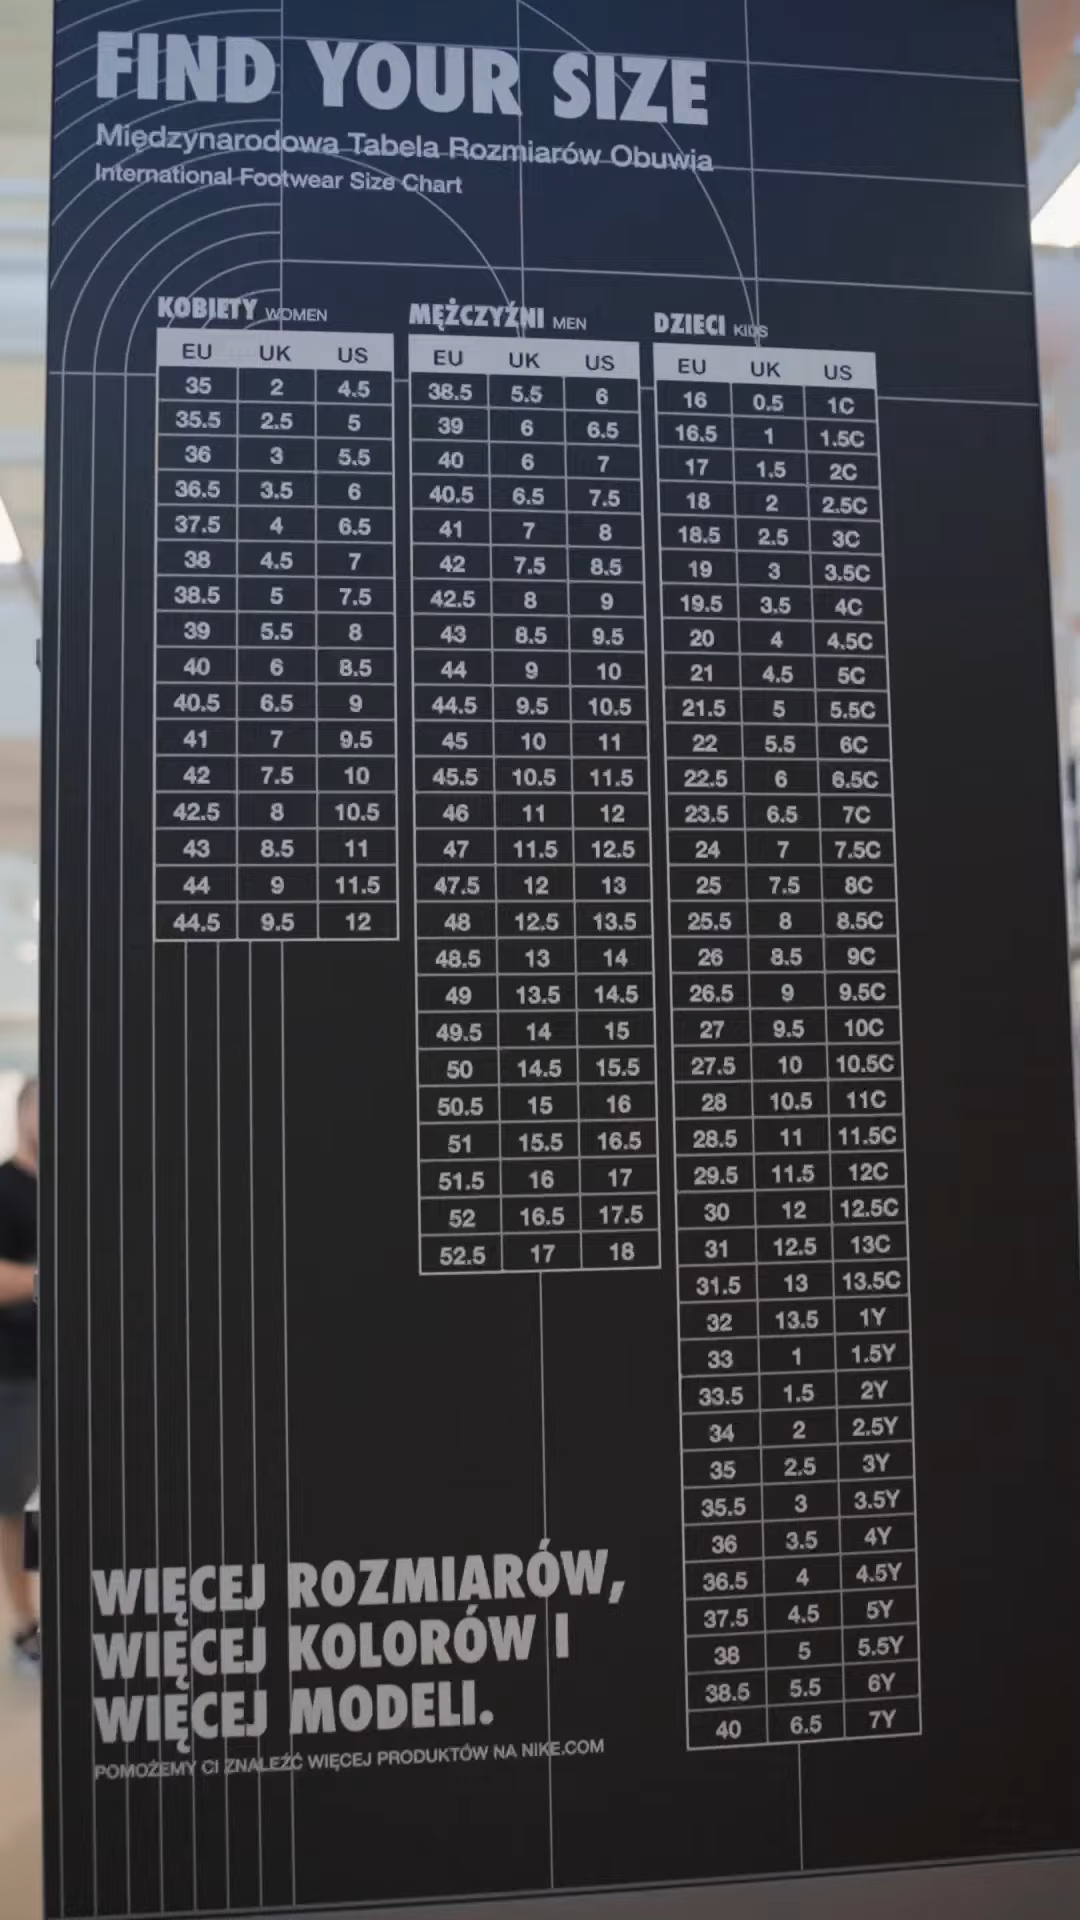 FIND YOUR SIZE
Międzynarodowa Tabela Rozmiarów Obuwia
International Footwear Size Chart
KOBIETY WOMEN
EU UK US
35 2 4.5
35.5 2.5 5
36 3 5.5
36.5 3.5 6
37.5 4 6.5
38 4.5 7
38.5 5 7.5
39 5.5 8
40 6 8.5
40.5 6.5 9
41 7 9.5
42 7.5 10
42.5 8 10.5
43 8.5 11
44 9 11.5
44.5 9.5 12
MĘŻCZYŹNI MEN
EU UK US
38.5 5.5 6
39 6 6.5
40 6 7
40.5 6.5 7.5
41 7 8
42 7.5 8.5
42.5 8 9
43 8.5 9.5
44 9 10
44.5 9.5 10.5
45 10 11
45.5 10.5 11.5
46 11 12
47 11.5 12.5
47.5 12 13
48 12.5 13.5
48.5 13 14
49 13.5 14.5
49.5 14 15
50 14.5 15.5
50.5 15 16
51 15.5 16.5
51.5 16 17
52 16.5 17.5
52.5 17 18
DZIECI KIDS
EU UK US
16 0.5 1C
16.5 1 1.5C
17 1.5 2C
18 2 2.5C
18.5 2.5 3C
19 3 3.5C
19.5 3.5 4C
20 4 4.5C
21 4.5 5C
21.5 5 5.5C
22 5.5 6C
22.5 6 6.5C
23.5 6.5 7C
24 7 7.5C
25 7.5 8C
25.5 8 8.5C
26 8.5 9C
26.5 9 9.5C
27 9.5 10C
27.5 10 10.5C
28 10.5 11C
28.5 11 11.5C
29.5 11.5 12C
30 12 12.5C
31 12.5 13C
31.5 13 13.5C
32 13.5 1Y
33 1 1.5Y
33.5 1.5 2Y
34 2 2.5Y
35 2.5 3Y
35.5 3 3.5Y
36 3.5 4Y
36.5 4 4.5Y
37.5 4.5 5Y
38 5 5.5Y
38.5 5.5 6Y
40 6.5 7Y
WIĘCEJ ROZMIARÓW,
WIĘCEJ KOLORÓW I
WIĘCEJ MODELI.
POMOŻEMY CI ZNALEŹĆ WIĘCEJ PRODUKTÓW NA NIKE.COM